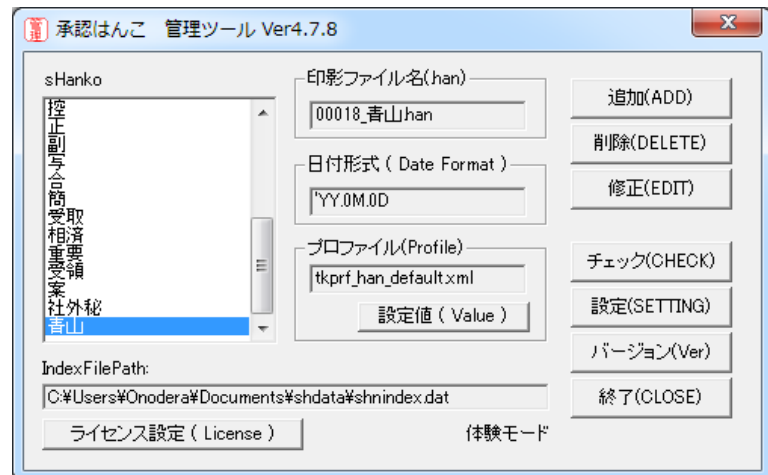 承認はんこ 管理ツール Ver4.7.8
sHanko
控
正
副
写
合
簡
受取
相済
重要
受領
案
社外秘
青山
印影ファイル名(.han)
00018_青山.han
日付形式 ( Date Format )
'YY.0M.0D
プロファイル(Profile)
tkprf_han_default.xml
設定値 ( Value )
追加(ADD)
削除(DELETE)
修正(EDIT)
チェック(CHECK)
設定(SETTING)
バージョン(Ver)
終了(CLOSE)
IndexFilePath:
C:¥Users¥Onodera¥Documents¥shdata¥shnindex.dat
ライセンス設定 ( License )
体験モード